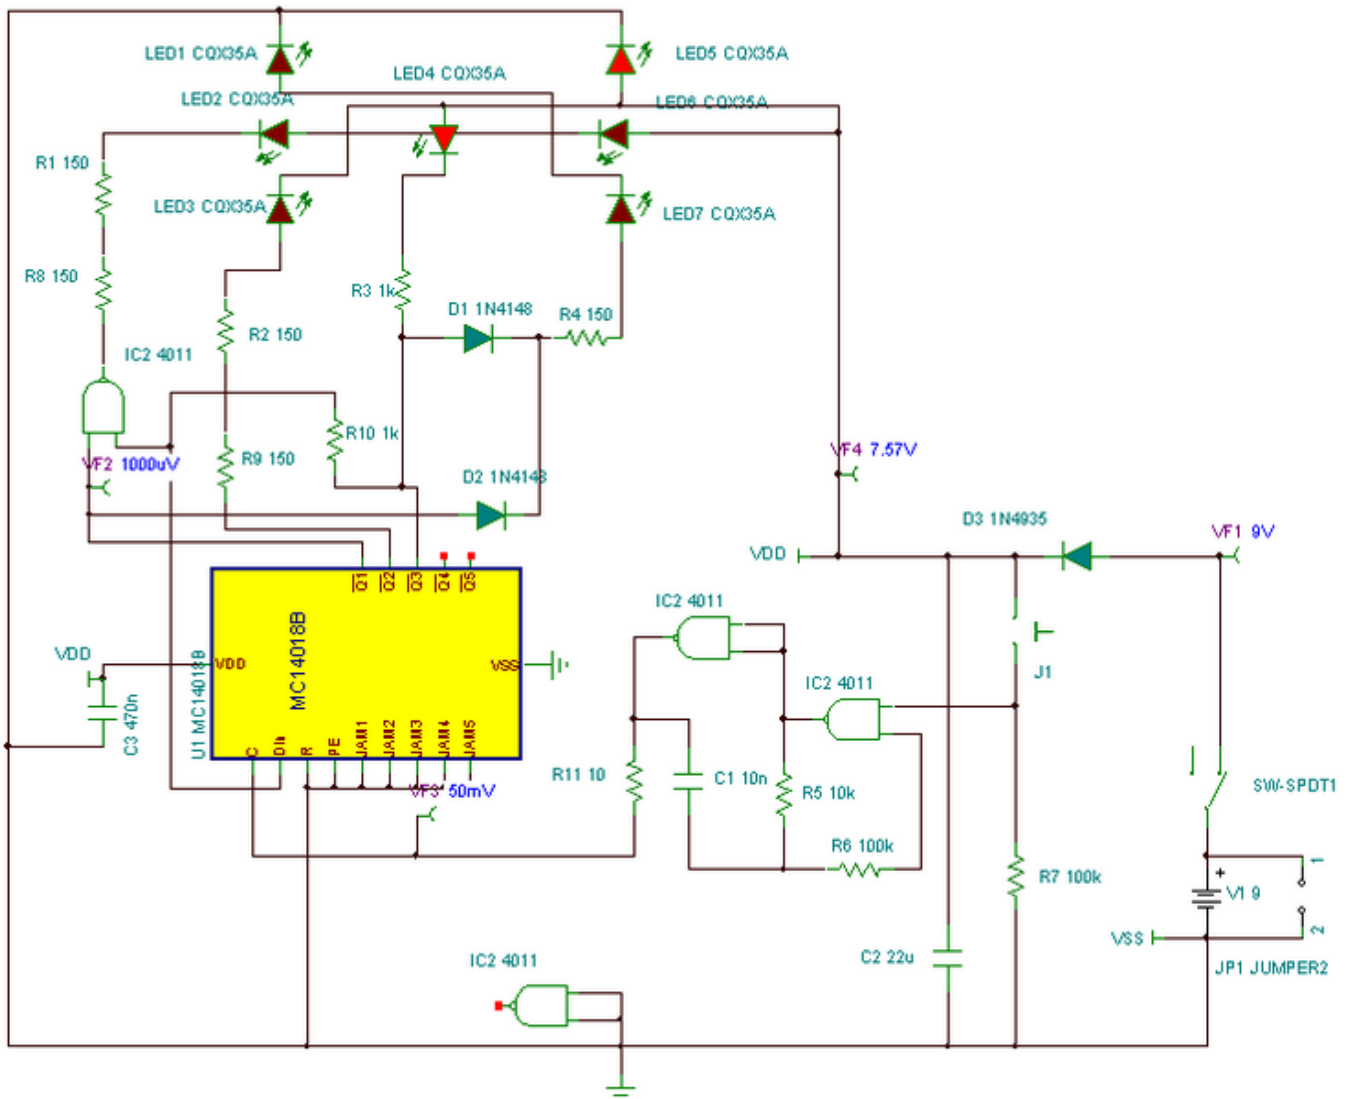 LED1 CQX35A
LED5 CQX35A
LED4 CQX35A
LED2 CQX35A
LED6 CQX35A
R1 150
LED3 CQX35A
LED7 CQX35A
R8 150
R3 1k
D1 1N4148
R4 150
R2 150
IC2 4011
R10 1k
VF4 7.57V
VF2 1000uV
R9 150
D2 1N4148
D3 1N4935
VF1 9V
VDD
Q1 Q2 Q3 Q4 Q5
IC2 4011
VDD
VDD
MC14018B
VSS
J1
IC2 4011
U1 MC14018B
C3 470n
C DIn R PE JAM1 JAM2 JAM3 JAM4 JAM5
VF3 50mV
R11 10
C1 10n
R5 10k
SW-SPDT1
R6 100k
R7 100k
1
+
V1 9
2
VSS
C2 22u
IC2 4011
JP1 JUMPER2